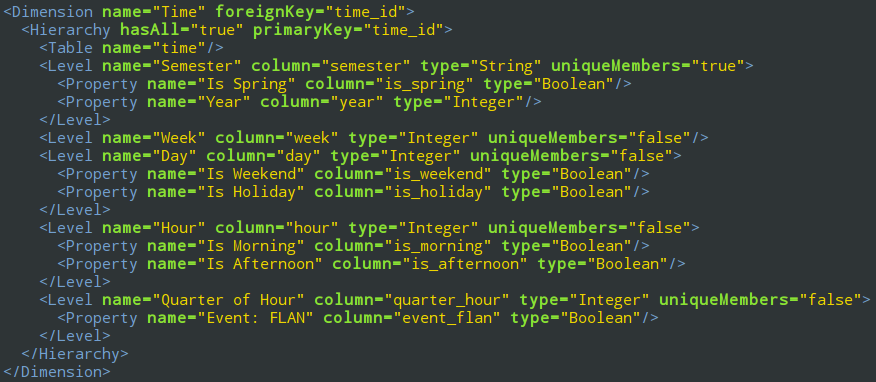 <Dimension name="Time" foreignKey="time_id">
<Hierarchy hasAll="true" primaryKey="time_id">
<Table name="time"/>
<Level name="Semester" column="semester" type="String" uniqueMembers="true">
<Property name="Is Spring" column="is_spring" type="Boolean"/>
<Property name="Year" column="year" type="Integer"/>
</Level>
<Level name="Week" column="week" type="Integer" uniqueMembers="false"/>
<Level name="Day" column="day" type="Integer" uniqueMembers="false">
<Property name="Is Weekend" column="is_weekend" type="Boolean"/>
<Property name="Is Holiday" column="is_holiday" type="Boolean"/>
</Level>
<Level name="Hour" column="hour" type="Integer" uniqueMembers="false">
<Property name="Is Morning" column="is_morning" type="Boolean"/>
<Property name="Is Afternoon" column="is_afternoon" type="Boolean"/>
</Level>
<Level name="Quarter of Hour" column="quarter_hour" type="Integer" uniqueMembers="false">
<Property name="Event: FLAN" column="event_flan" type="Boolean"/>
</Level>
</Hierarchy>
</Dimension>